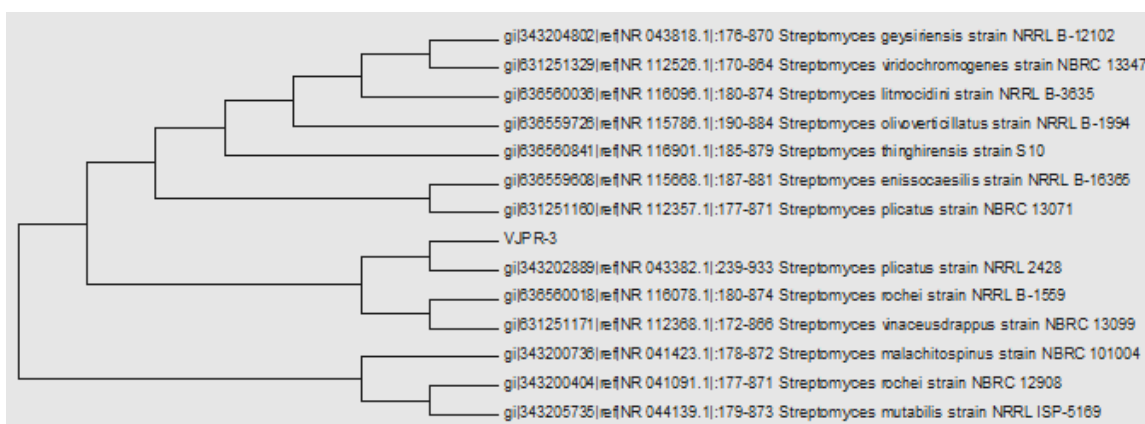 gi|343204802|ref|NR 043818.1|:176-870 Streptomyces geysiriensis strain NRRL B-12102
gi|631251329|ref|NR 112526.1|:170-864 Streptomyces viridochromogenes strain NBRC 13347
gi|636560036|ref|NR 116096.1|:180-874 Streptomyces litmocidini strain NRRL B-3635
gi|636559726|ref|NR 115786.1|:190-884 Streptomyces olivoverticillatus strain NRRL B-1994
gi|636560841|ref|NR 116901.1|:185-879 Streptomyces thinghirensis strain S10
gi|636559608|ref|NR 115668.1|:187-881 Streptomyces enissocaesilis strain NRRL B-16365
gi|631251160|ref|NR 112357.1|:177-871 Streptomyces plicatus strain NBRC 13071
VJPR-3
gi|343202889|ref|NR 043382.1|:239-933 Streptomyces plicatus strain NRRL 2428
gi|636560018|ref|NR 116078.1|:180-874 Streptomyces rochei strain NRRL B-1559
gi|631251171|ref|NR 112368.1|:172-866 Streptomyces vinaceusdrappus strain NBRC 13099
gi|343200736|ref|NR 041423.1|:178-872 Streptomyces malachitospinus strain NBRC 101004
gi|343200404|ref|NR 041091.1|:177-871 Streptomyces rochei strain NBRC 12908
gi|343205735|ref|NR 044139.1|:179-873 Streptomyces mutabilis strain NRRL ISP-5169